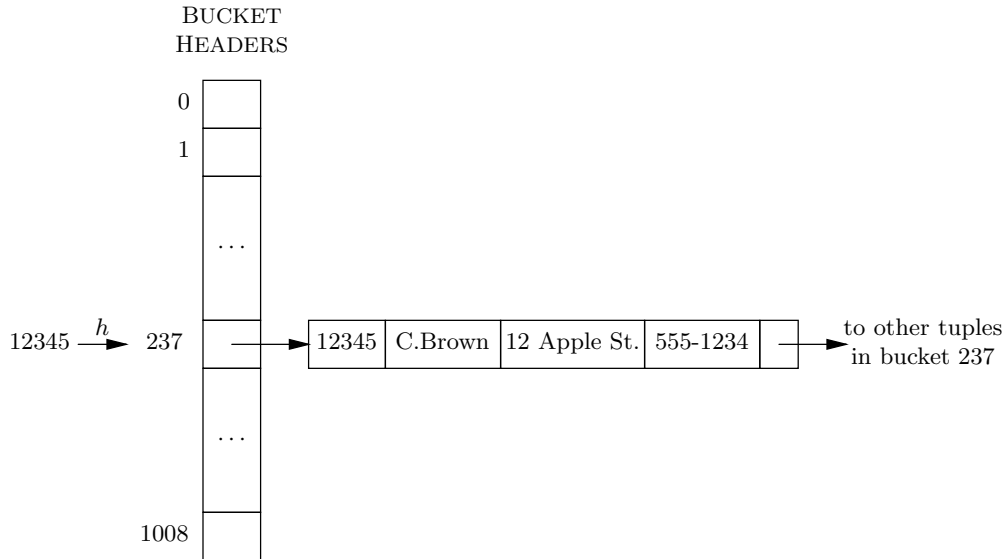 BUCKET
HEADERS
0
1
...
12345 h 237 12345 C.Brown 12 Apple St. 555-1234 to other tuples
in bucket 237
...
1008